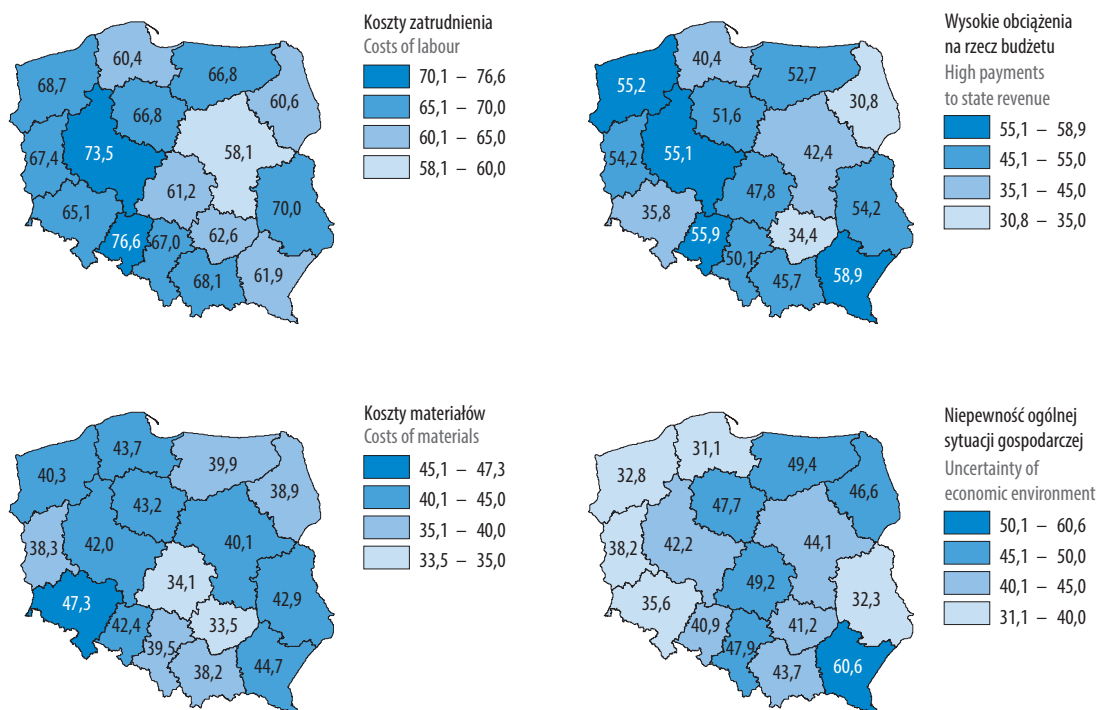 Koszty zatrudnienia
Costs of labour
70,1 – 76,6
65,1 – 70,0
60,1 – 65,0
58,1 – 60,0
68,7
60,4
66,8
60,6
66,8
67,4
73,5
58,1
61,2
65,1
70,0
76,6
67,0
62,6
68,1
61,9
Wysokie obciążenia
na rzecz budżetu
High payments
to state revenue
55,1 – 58,9
45,1 – 55,0
35,1 – 45,0
30,8 – 35,0
55,2
40,4
52,7
30,8
51,6
54,2
55,1
42,4
47,8
35,8
54,2
55,9
50,1
34,4
45,7
58,9
Koszty materiałów
Costs of materials
45,1 – 47,3
40,1 – 45,0
35,1 – 40,0
33,5 – 35,0
40,3
43,7
39,9
38,9
43,2
38,3
42,0
40,1
34,1
47,3
42,9
42,4
39,5
33,5
38,2
44,7
Niepewność ogólnej
sytuacji gospodarczej
Uncertainty of
economic environment
50,1 – 60,6
45,1 – 50,0
40,1 – 45,0
31,1 – 40,0
32,8
31,1
49,4
46,6
47,7
38,2
42,2
44,1
49,2
35,6
32,3
40,9
47,9
41,2
43,7
60,6